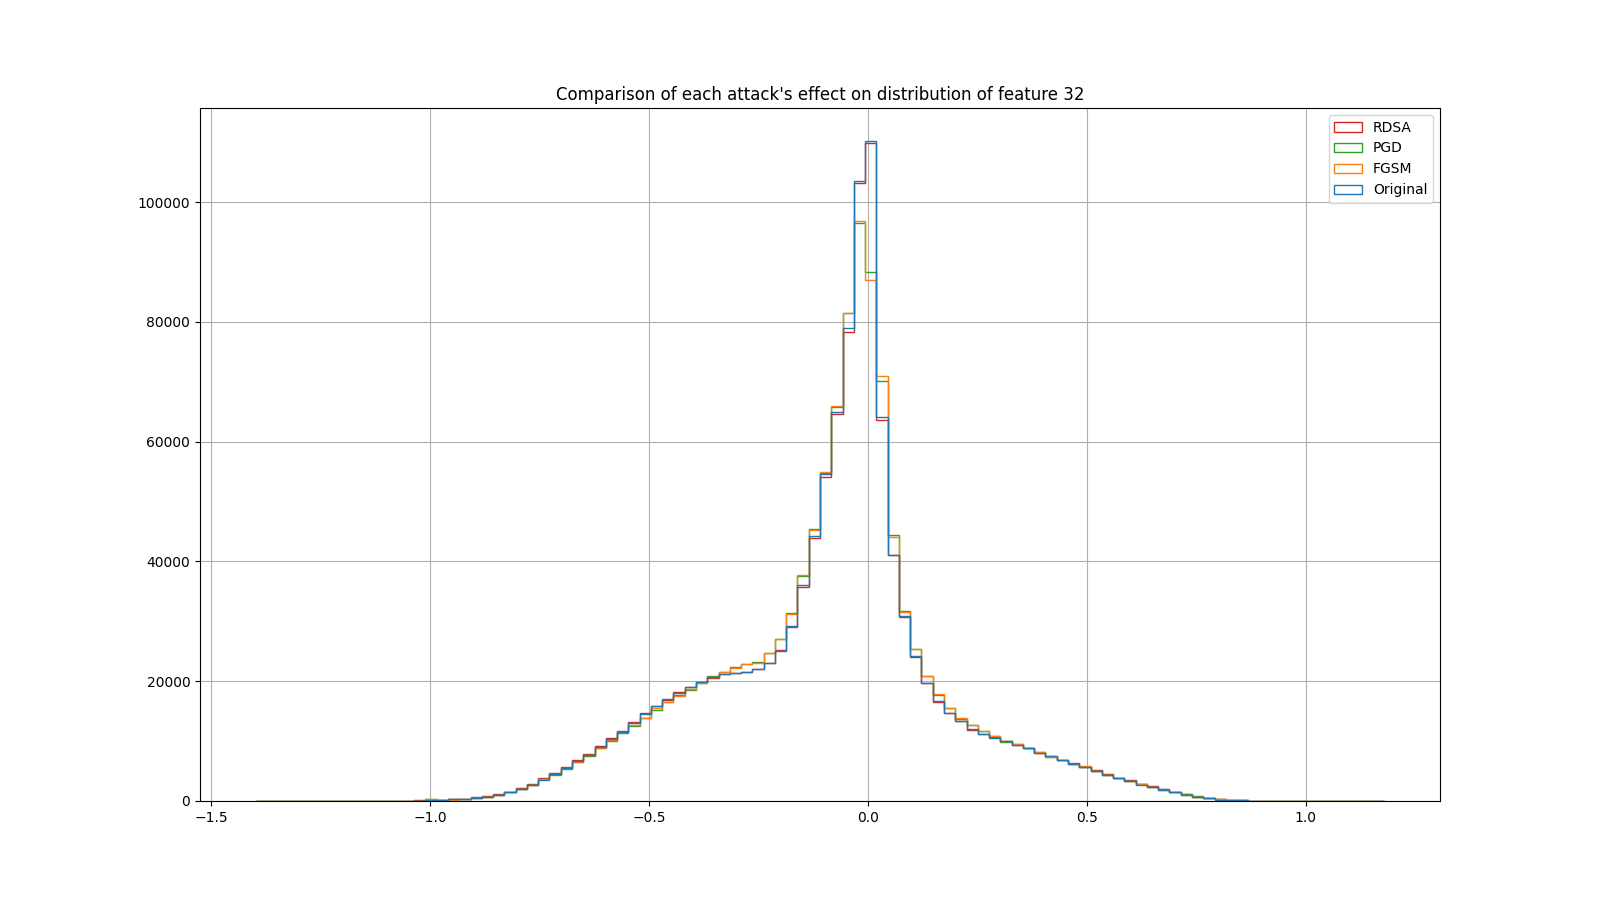 Comparison of each attack's effect on distribution of feature 32
RDSA
PGD
FGSM
Original
100000
80000
60000
40000
20000
0
−1.5
−1.0
−0.5
0.0
0.5
1.0